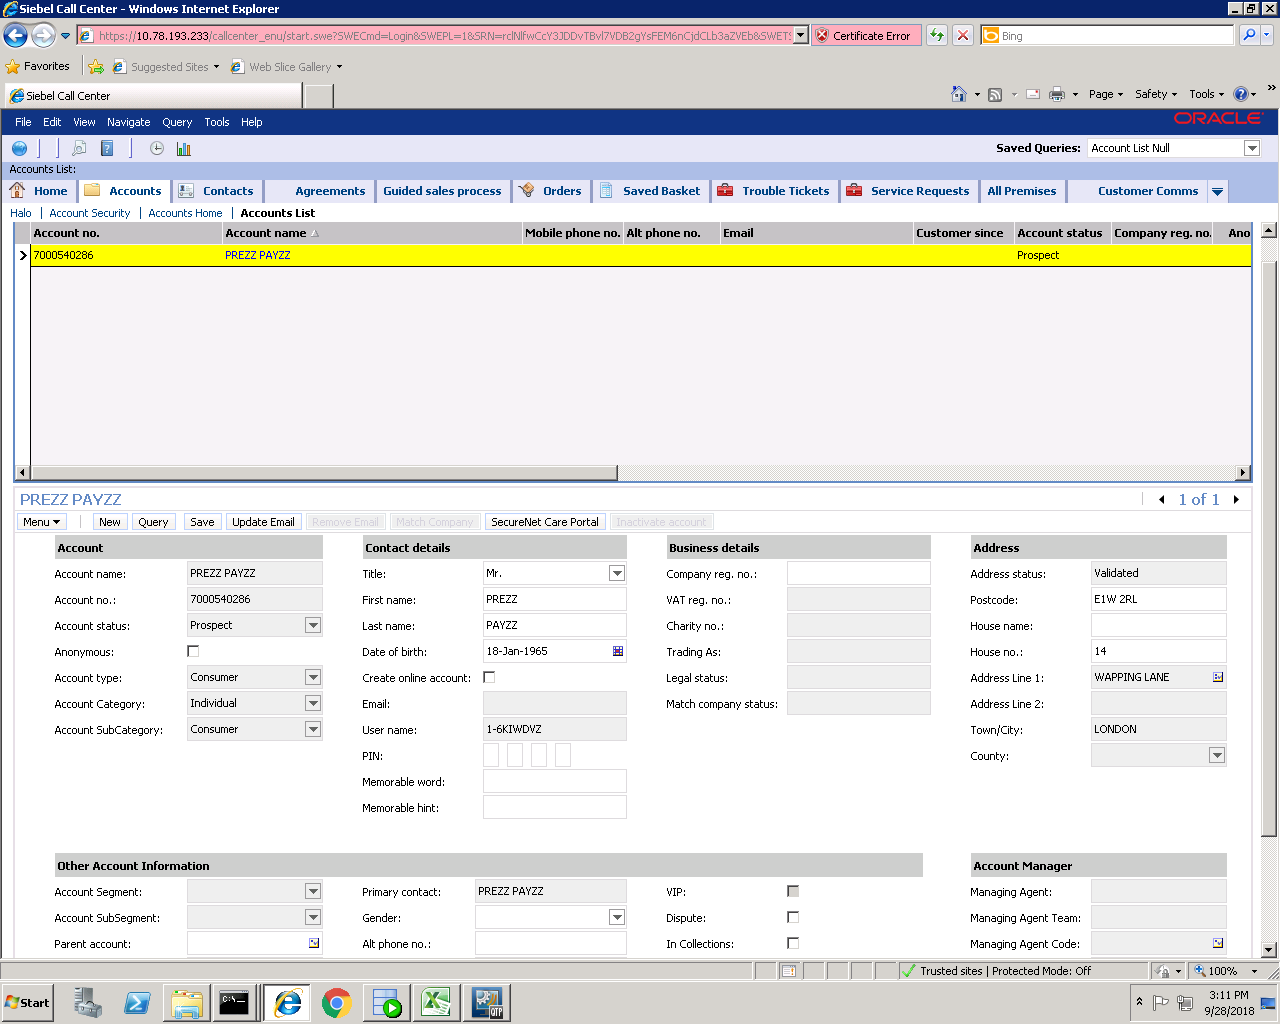 Siebel Call Center - Windows Internet Explorer
https://10.78.193.233/callcenter_enu/start.swe?SWECmd=Login&SWEPL=1&SRN=
Certificate Error
Bing
Favorites
Suggested Sites
Web Slice Gallery
Siebel Call Center
Page
Safety
Tools
File Edit View Navigate Query Tools Help
ORACLE
Saved Queries: Account List Null
Accounts List:
Home Accounts Contacts Agreements Guided sales process Orders Saved Basket Trouble Tickets Service Requests All Premises Customer Comms
Halo | Account Security | Accounts Home | Accounts List
Account no. Account name Mobile phone no. Alt phone no. Email Customer since Account status Company reg. no. Ano
7000540286 PREZZ PAYZZ Prospect
PREZZ PAYZZ
1 of 1
Menu New Query Save Update Email Remove Email Match Company SecureNet Care Portal Inactivate account
Account Contact details Business details Address
Account name: PREZZ PAYZZ Title: Mr. Company reg. no.: Address status: Validated
Account no.: 7000540286 First name: PREZZ VAT reg. no.: Postcode: E1W 2RL
Account status: Prospect Last name: PAYZZ Charity no.: House name:
Anonymous: Date of birth: 18-Jan-1965 Trading As: House no.: 14
Account type: Consumer Create online account: Legal status: Address Line 1: WAPPING LANE
Account Category: Individual Email: Match company status: Address Line 2:
Account SubCategory: Consumer User name: 1-6KIWDVZ Town/City: LONDON
PIN: County:
Memorable word:
Memorable hint:
Other Account Information Account Manager
Account Segment: Primary contact: PREZZ PAYZZ VIP: Managing Agent:
Account SubSegment: Gender: Dispute: Managing Agent Team:
Parent account: Alt phone no.: In Collections: Managing Agent Code:
Trusted sites | Protected Mode: Off
100%
Start
C:\
QTP
3:11 PM
9/28/2018